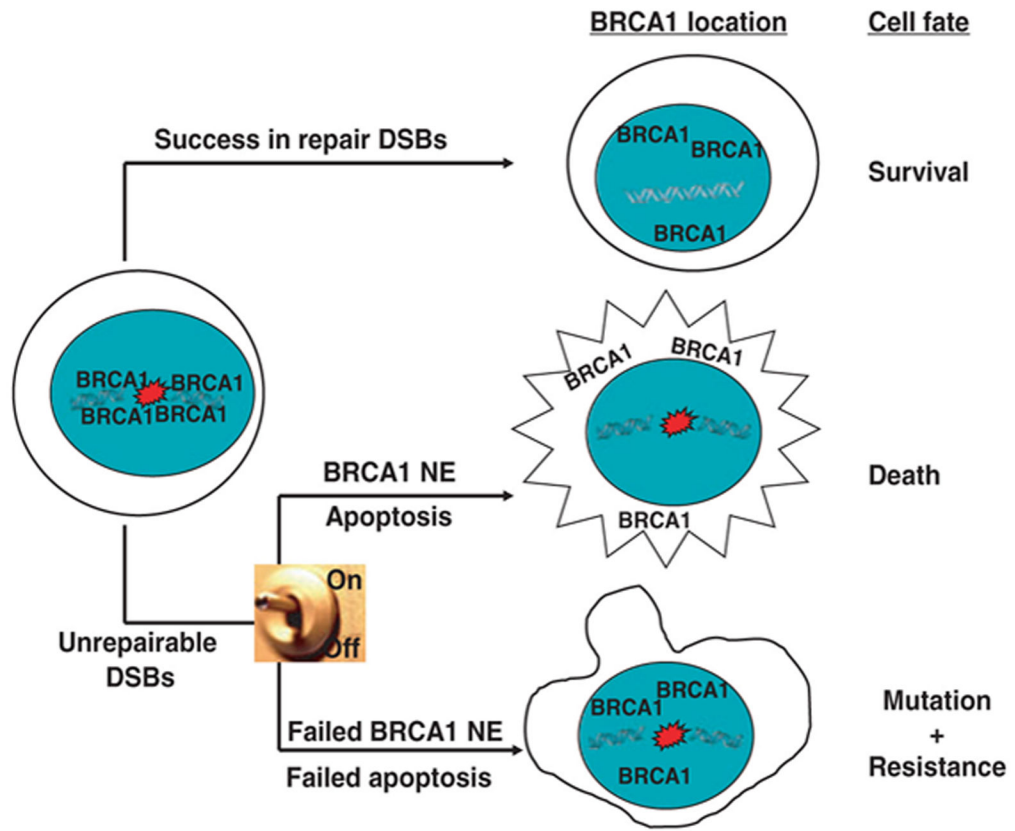 BRCA1 location
Cell fate
Success in repair DSBs
BRCA1
BRCA1
BRCA1
Survival
BRCA1
BRCA1
BRCA1
BRCA1
BRCA1
BRCA1
BRCA1
BRCA1 NE
Apoptosis
Death
On
Off
Unrepairable
DSBs
Failed BRCA1 NE
Failed apoptosis
BRCA1
BRCA1
BRCA1
Mutation
+
Resistance